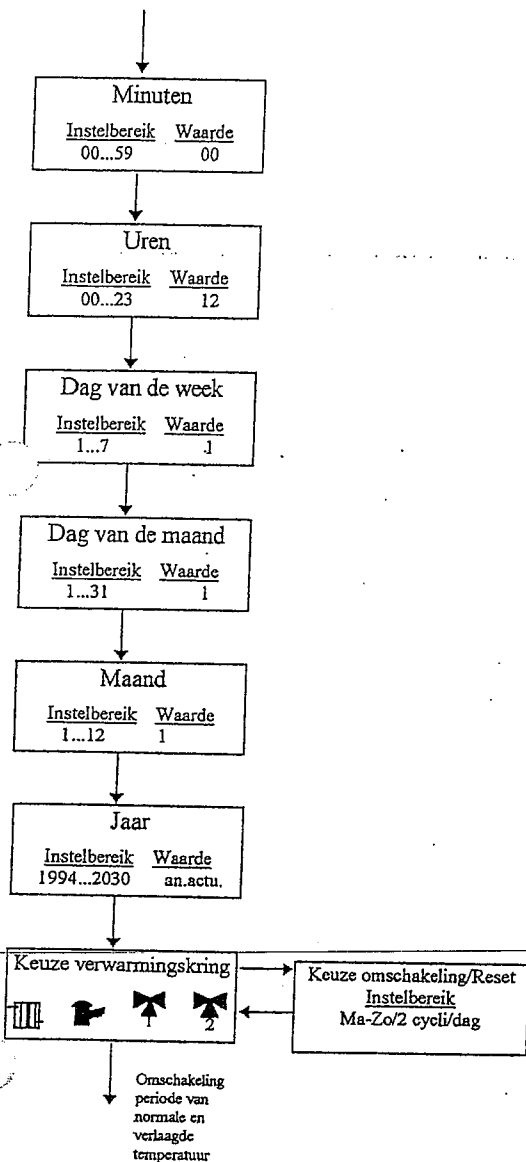 Minuten
Instelbereik Waarde
00...59 00
Uren
Instelbereik Waarde
00...23 12
Dag van de week
Instelbereik Waarde
1...7 .1
Dag van de maand
Instelbereik Waarde
1...31 1
Maand
Instelbereik Waarde
1...12 1
Jaar
Instelbereik Waarde
1994...2030 an.actu.
Keuze verwarmingskring
1 2
Keuze omschakeling/Reset
Instelbereik
Ma-Zo/2 cycli/dag
Omschakeling
periode van
normale en
verlaagde
temperatuur